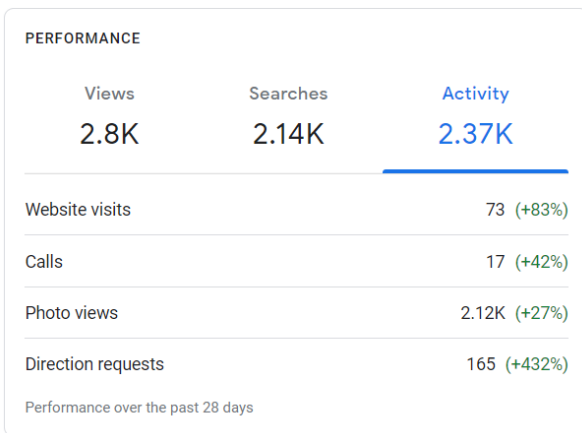 PERFORMANCE
Views Searches Activity
2.8K 2.14K 2.37K
Website visits 73 (+83%)
Calls 17 (+42%)
Photo views 2.12K (+27%)
Direction requests 165 (+432%)
Performance over the past 28 days